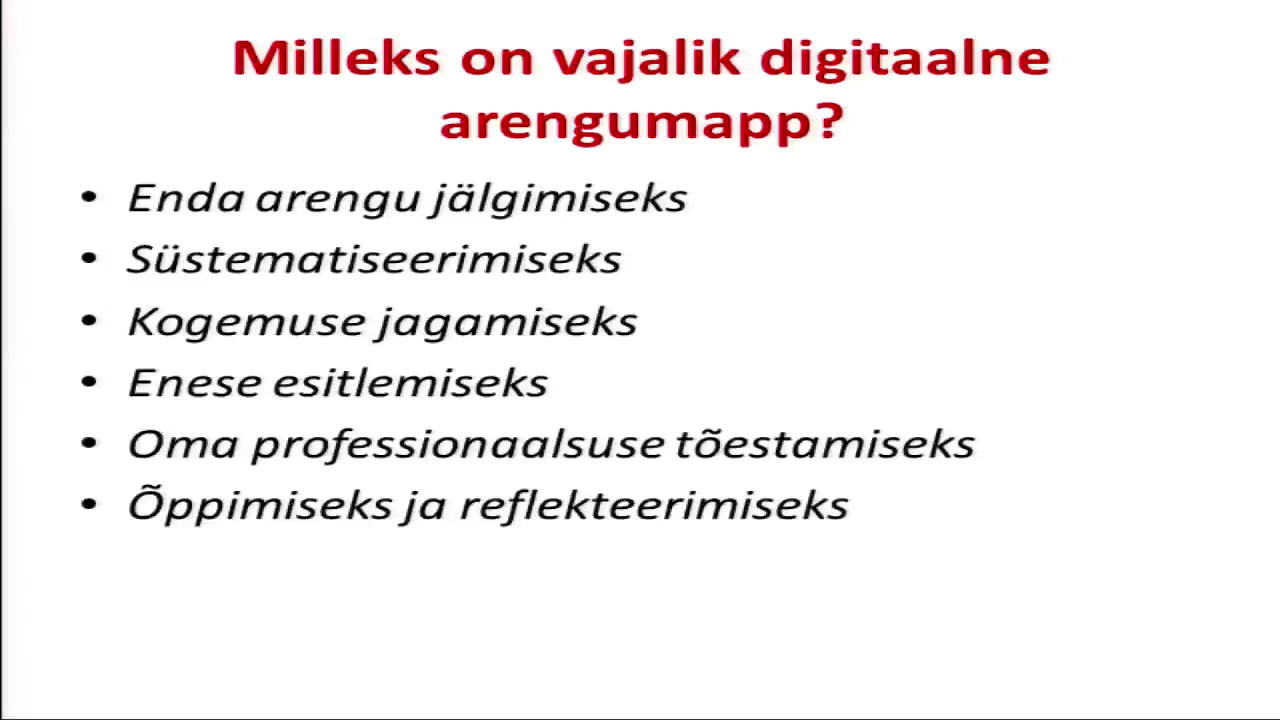 Milleks on vajalik digitaalne
arengumapp?
• Enda arengu jälgimiseks
• Süstematiseerimiseks
• Kogemuse jagamiseks
• Enese esitlemiseks
• Oma professionaalsuse tõestamiseks
• Õppimiseks ja reflekteerimiseks